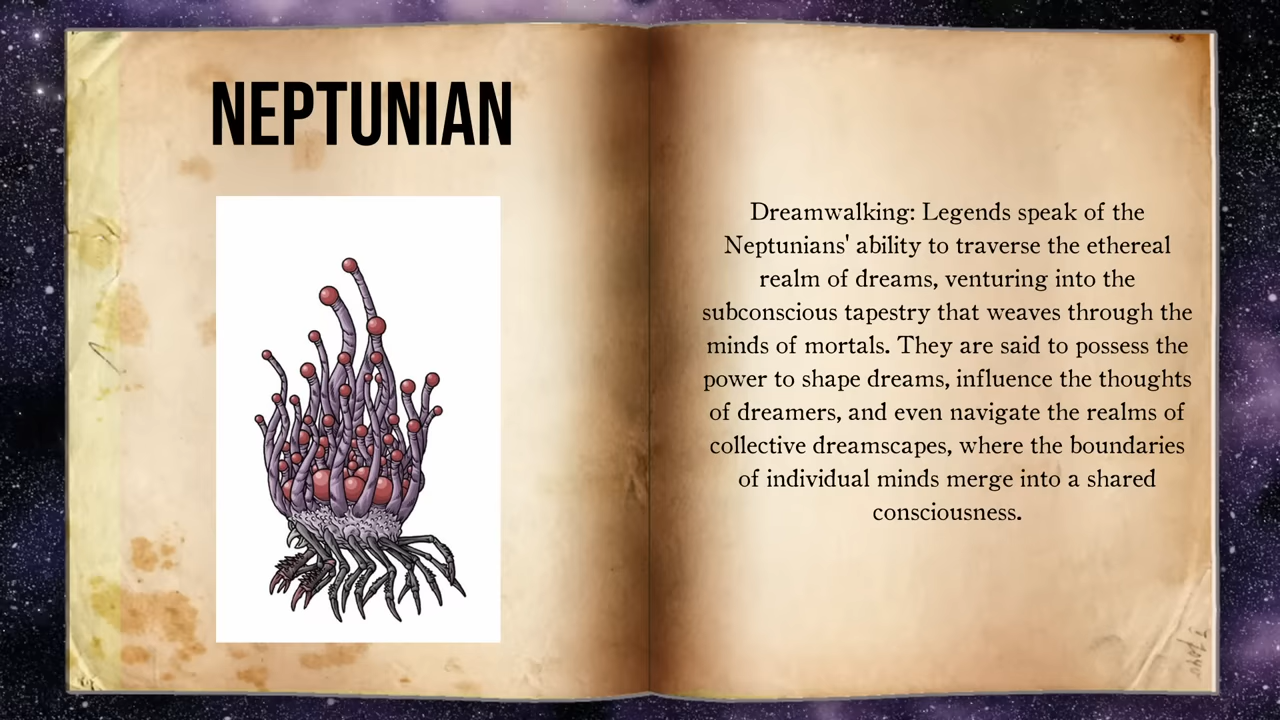 NEPTUNIAN
Dreamwalking: Legends speak of the
Neptunians' ability to traverse the ethereal
realm of dreams, venturing into the
subconscious tapestry that weaves through the
minds of mortals. They are said to possess the
power to shape dreams, influence the thoughts
of dreamers, and even navigate the realms of
collective dreamscapes, where the boundaries
of individual minds merge into a shared
consciousness.